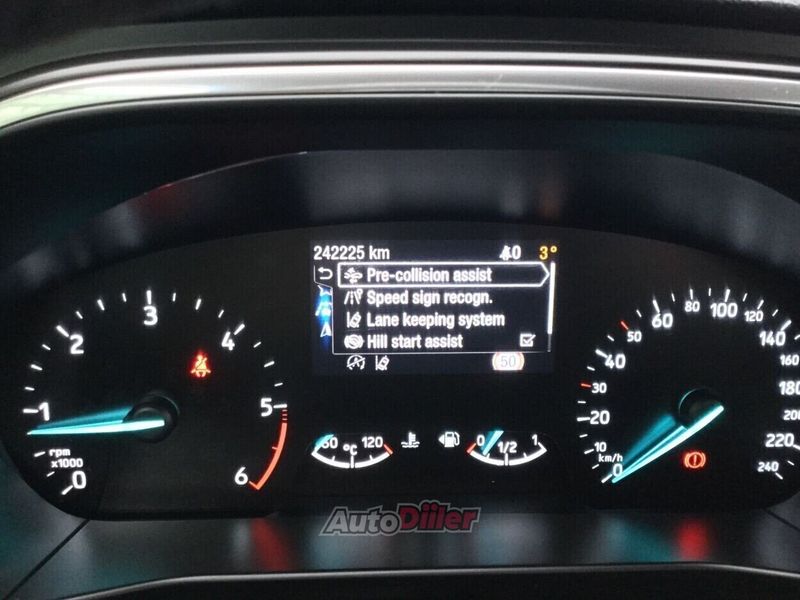 242225 km 0 3°
Pre-collision assist
Speed sign recogn.
Lane keeping system
Hill start assist
50
0 1 2 3 4 5 6
rpm
x1000
60 °C 120
0 1/2 1
0 10 20 30 40 50 60 80 100 120 140 160 180 200 220 240
km/h
AutoDiiler